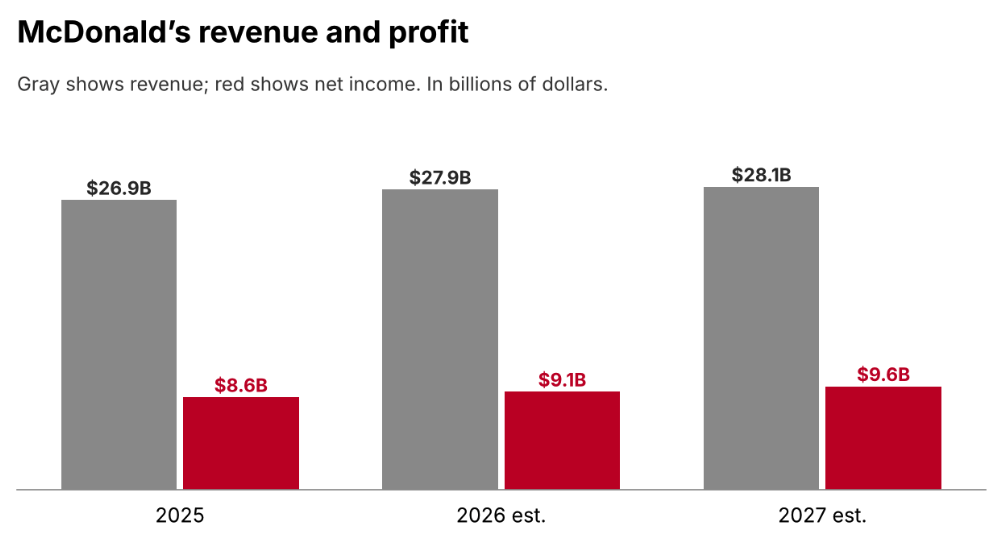 McDonald’s revenue and profit
Gray shows revenue; red shows net income. In billions of dollars.
$26.9B
$8.6B
$27.9B
$9.1B
$28.1B
$9.6B
2025
2026 est.
2027 est.